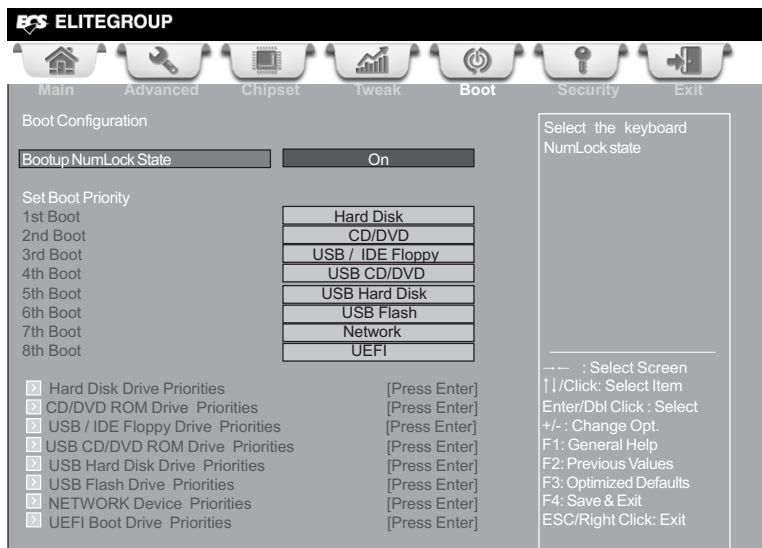 ECS ELITEGROUP
Main Advanced Chipset Tweak Boot Security Exit
Boot Configuration
Bootup NumLock State On
Set Boot Priority
1st Boot Hard Disk
2nd Boot CD/DVD
3rd Boot USB / IDE Floppy
4th Boot USB CD/DVD
5th Boot USB Hard Disk
6th Boot USB Flash
7th Boot Network
8th Boot UEFI
Hard Disk Drive Priorities [Press Enter]
CD/DVD ROM Drive Priorities [Press Enter]
USB / IDE Floppy Drive Priorities [Press Enter]
USB CD/DVD ROM Drive Priorities [Press Enter]
USB Hard Disk Drive Priorities [Press Enter]
USB Flash Drive Priorities [Press Enter]
NETWORK Device Priorities [Press Enter]
UEFI Boot Drive Priorities [Press Enter]
Select the keyboard
NumLock state
→← : Select Screen
↑↓/Click: Select Item
Enter/Dbl Click : Select
+/- : Change Opt.
F1: General Help
F2: Previous Values
F3: Optimized Defaults
F4: Save & Exit
ESC/Right Click: Exit